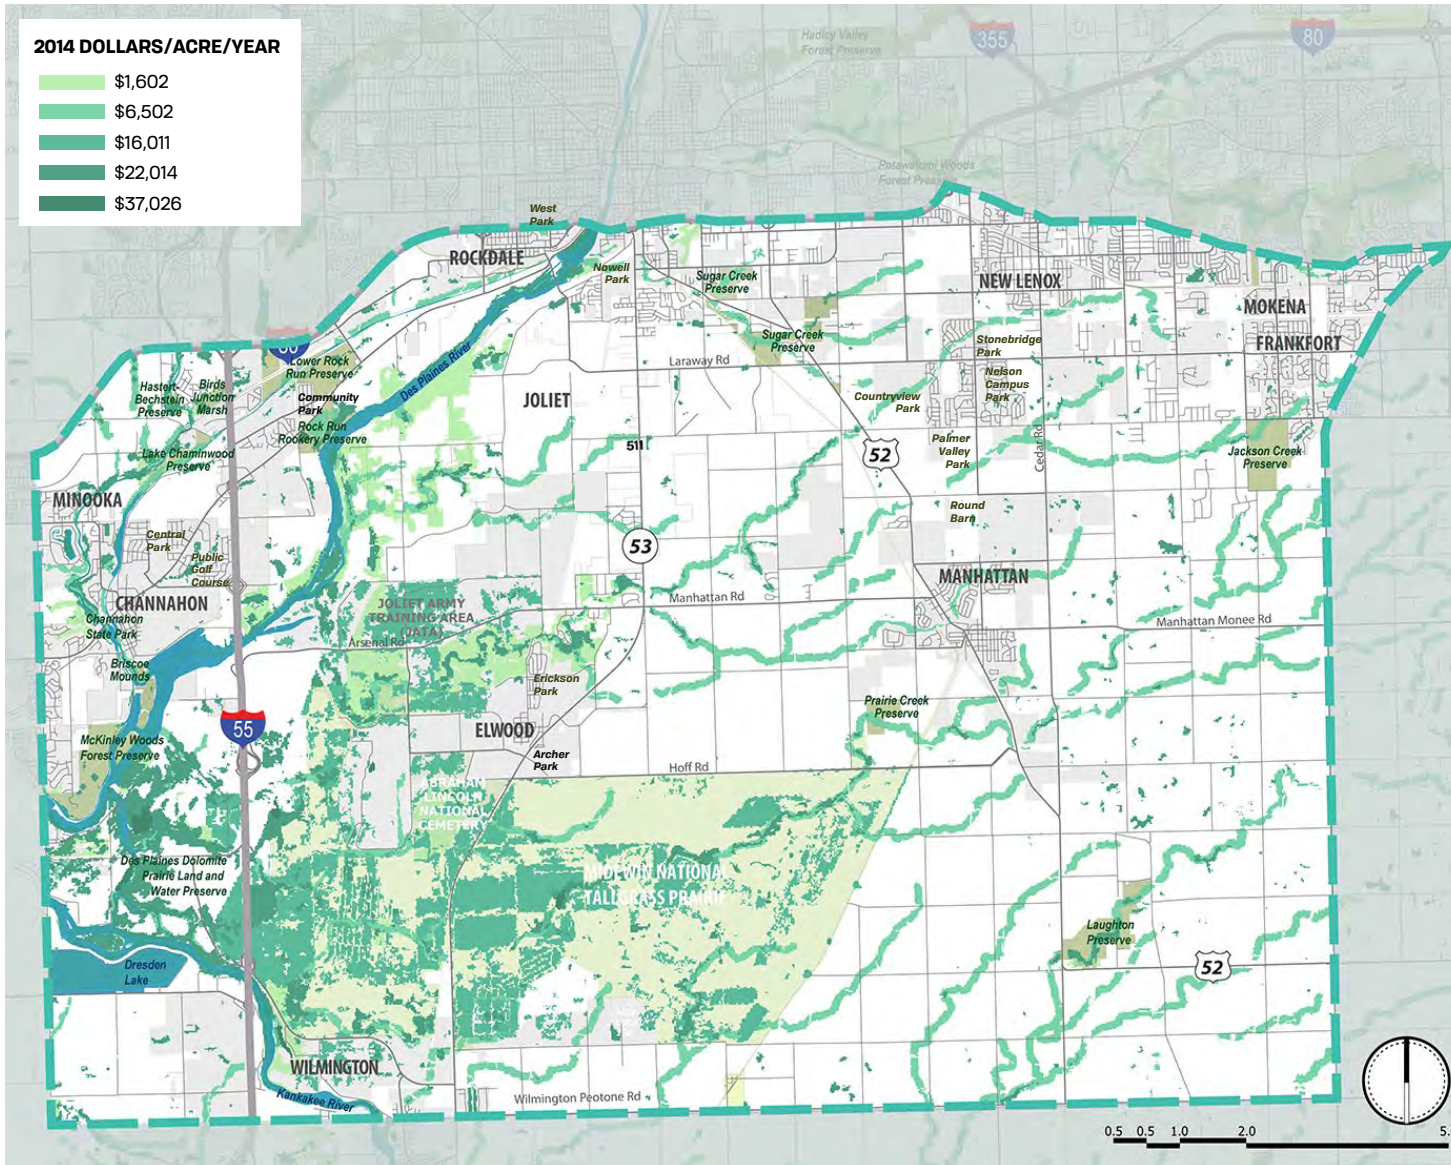 2014 DOLLARS/ACRE/YEAR
$1,602
$6,502
$16,011
$22,014
$37,026
Hadley Valley
Forest Preserve
355
80
Potawatomi Woods
Forest Preserve
West
Park
ROCKDALE
Nowell
Park
Sugar Creek
Preserve
NEW LENOX
MOKENA
FRANKFORT
Sugar Creek
Preserve
Stonebridge
Park
Laraway Rd
Lower Rock
Run Preserve
Des Plaines River
Hastert-
Bechstein
Preserve
Birds
Junction
Marsh
Community
Park
JOLIET
Nelson
Campus
Park
Countryview
Park
Rock Run
Rookery Preserve
511
52
Palmer
Valley
Park
Cedar Rd
Jackson Creek
Preserve
Lake Chaminwood
Preserve
MINOOKA
Round
Barn
Central
Park
Public
Golf
Course
53
MANHATTAN
CHANNAHON
Channahon
State Park
JOLIET ARMY
TRAINING AREA
(JATA)
Manhattan Rd
Manhattan Monee Rd
Arsenal Rd
Briscoe
Mounds
Erickson
Park
Prairie Creek
Preserve
55
ELWOOD
McKinley Woods
Forest Preserve
Archer
Park
Hoff Rd
ABRAHAM
LINCOLN
NATIONAL
CEMETERY
Des Plaines Dolomite
Prairie Land and
Water Preserve
MIDEWIN NATIONAL
TALLGRASS PRAIRIE
Laughton
Preserve
Dresden
Lake
52
WILMINGTON
Kankakee River
Wilmington Peotone Rd
0.5 0.5 1.0 2.0